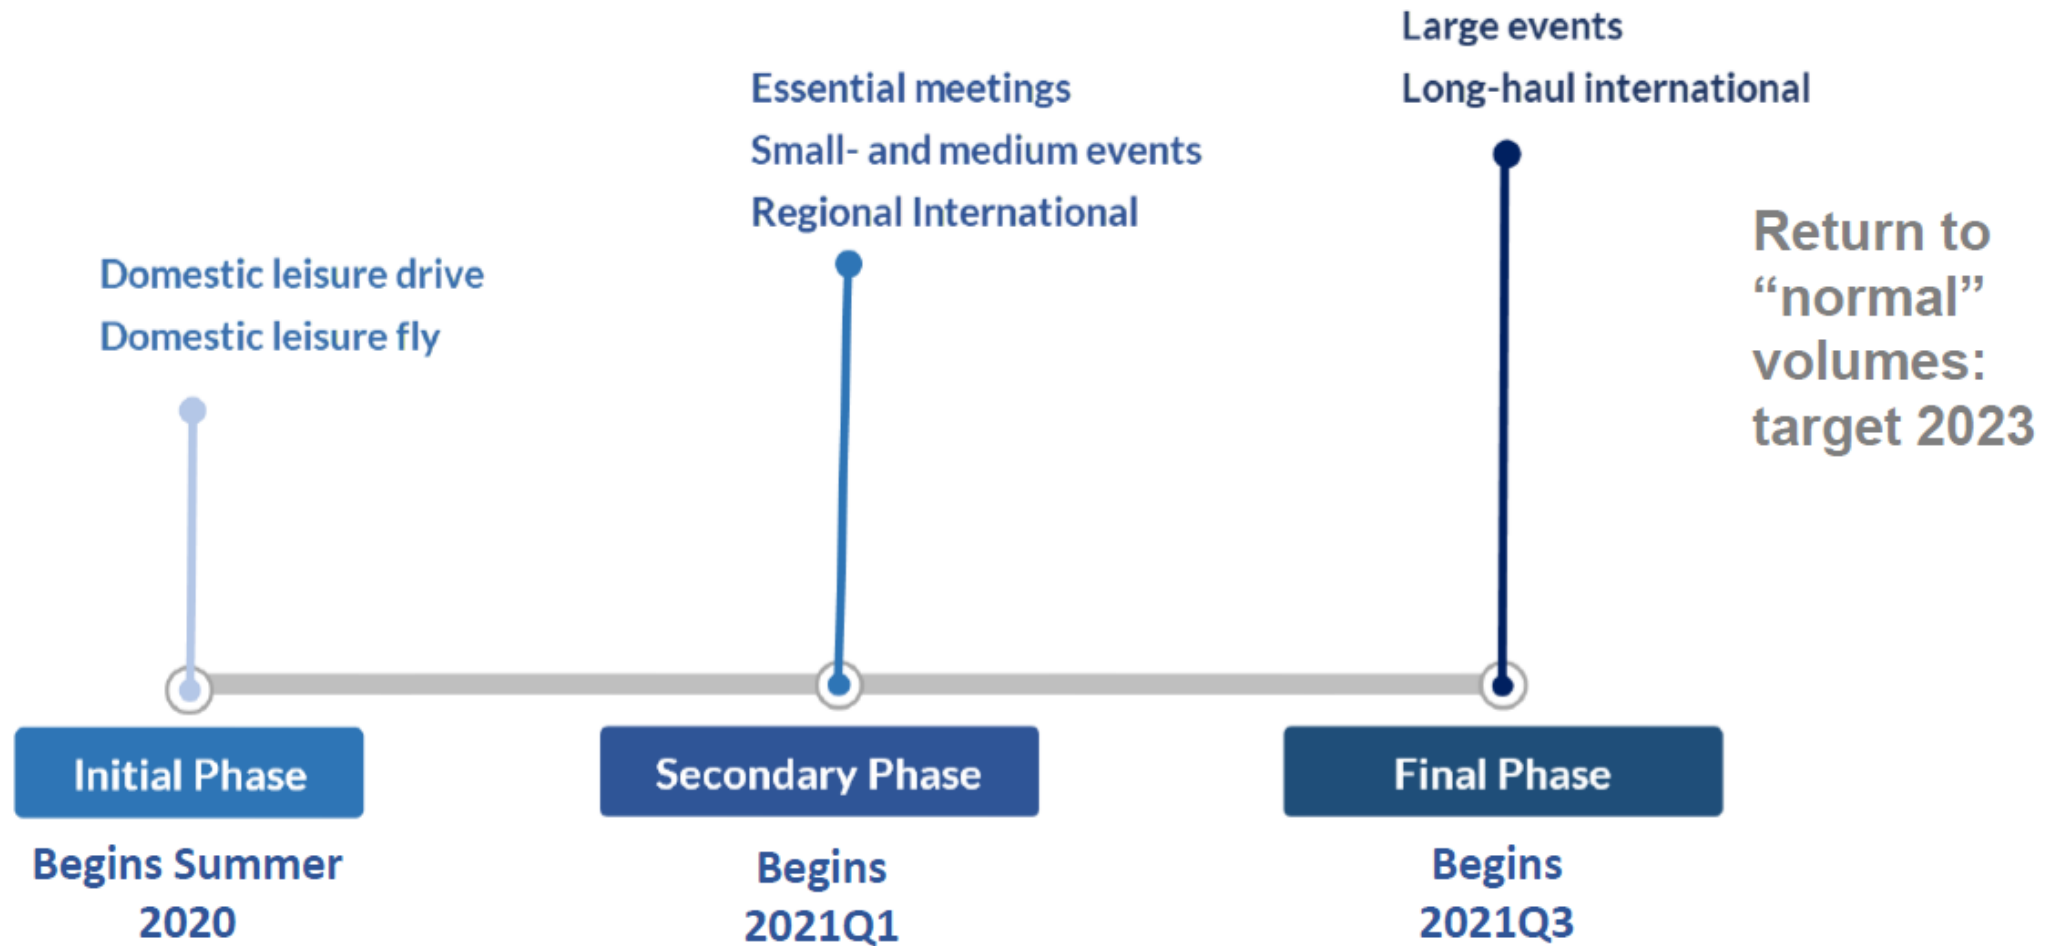 Domestic leisure drive
Domestic leisure fly
Essential meetings
Small- and medium events
Regional International
Large events
Long-haul international
Return to
“normal”
volumes:
target 2023
Initial Phase
Begins Summer
2020
Secondary Phase
Begins
2021Q1
Final Phase
Begins
2021Q3